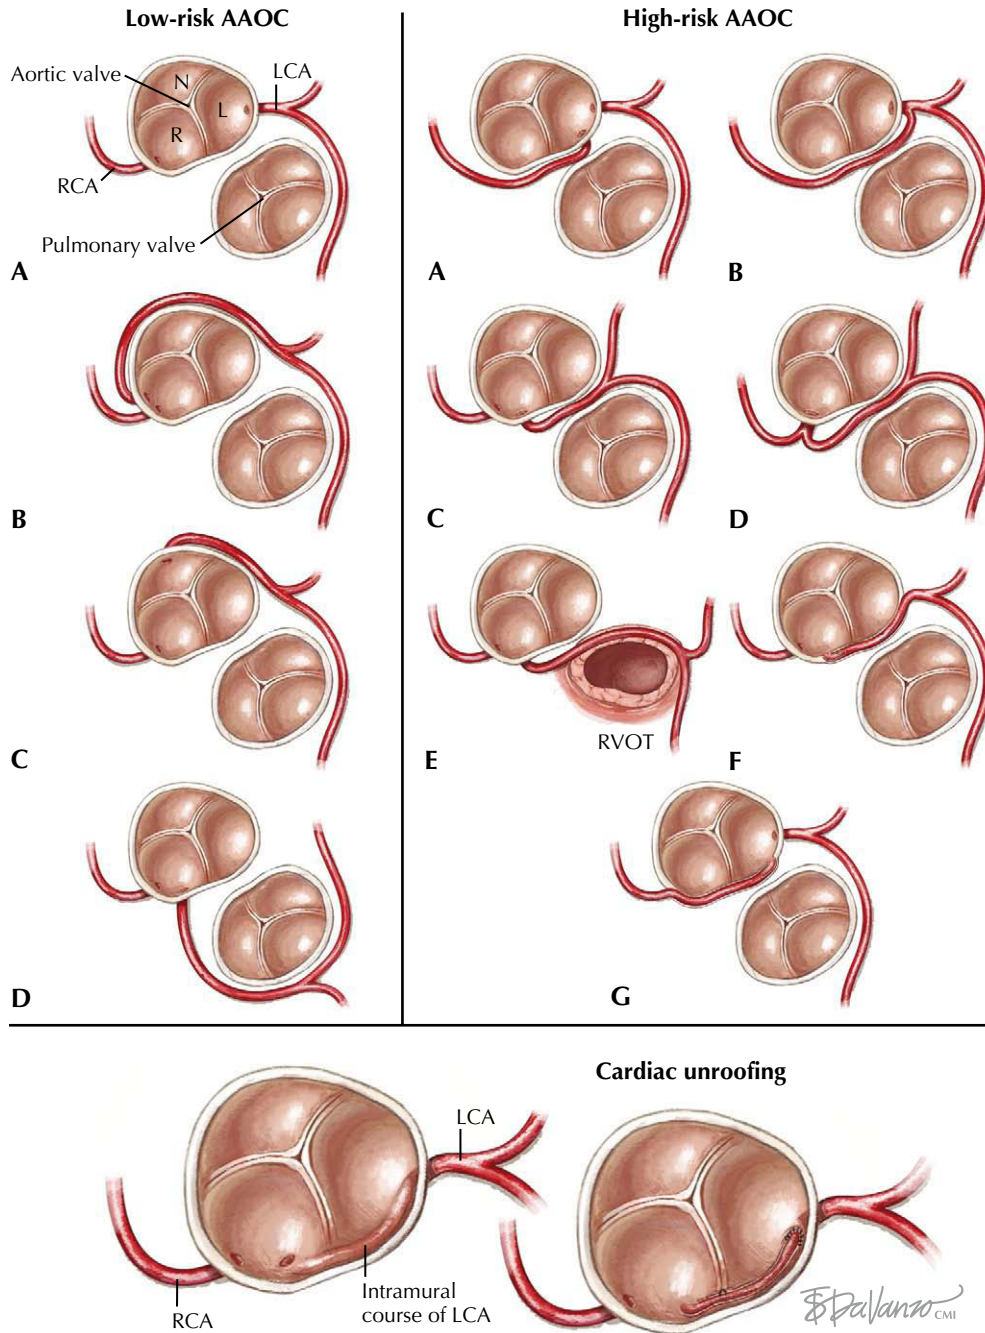 Low-risk AAOC
High-risk AAOC
Aortic valve
N
L
R
LCA
RCA
Pulmonary valve
A
A
B
B
C
D
C
E
RVOT
F
D
G
Cardiac unroofing
LCA
RCA
Intramural
course of LCA
DaVanzo CMI